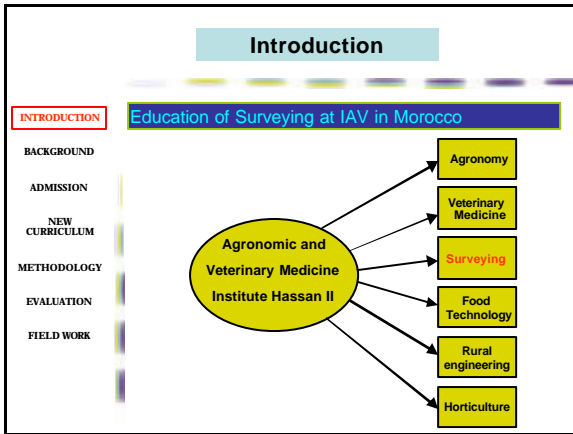 Introduction
INTRODUCTION
BACKGROUND
ADMISSION
NEW
CURRICULUM
METHODOLOGY
EVALUATION
FIELD WORK
Education of Surveying at IAV in Morocco
Agronomic and
Veterinary Medicine
Institute Hassan II
Agronomy
Veterinary
Medicine
Surveying
Food
Technology
Rural
engineering
Horticulture